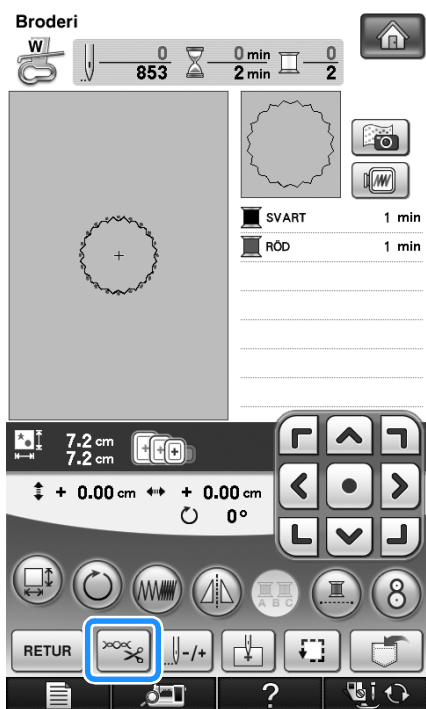 Broderi
W
0 0 min 0
853 2 min 2
SVART 1 min
RÖD 1 min
7.2 cm
7.2 cm
+ 0.00 cm + 0.00 cm
0°
A B C
RETUR -/+
?